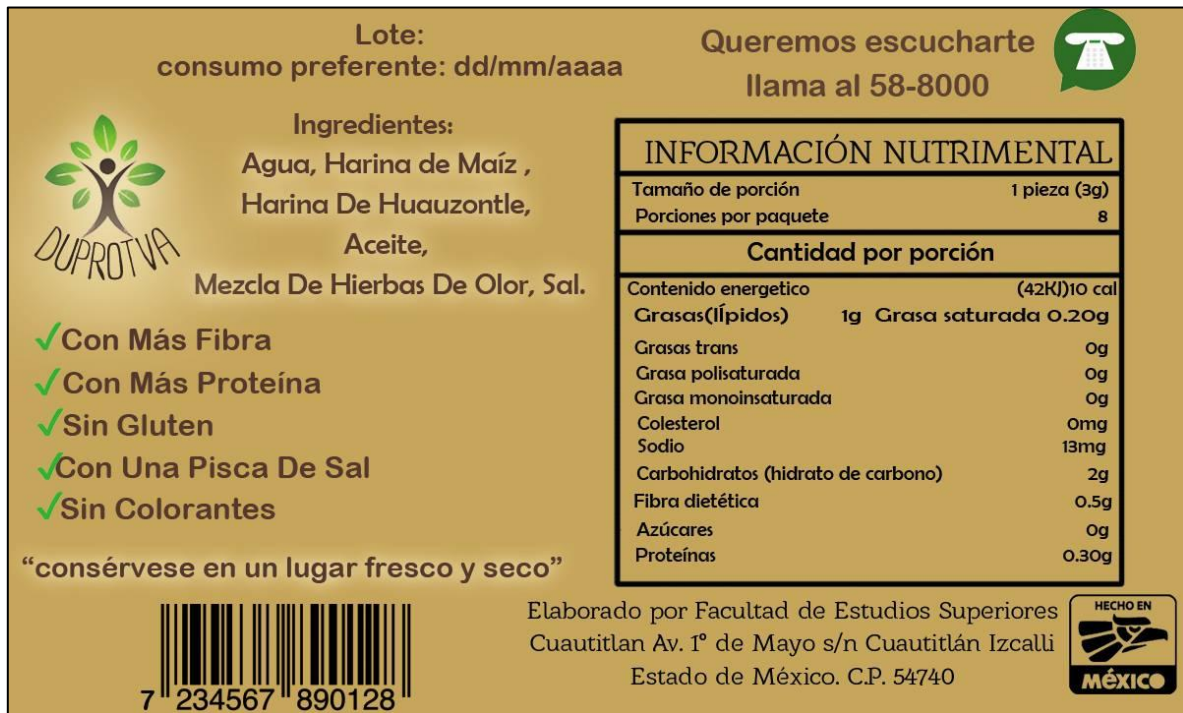 Lote:
consumo preferente: dd/mm/aaaa
Queremos escucharte
llama al 58-8000
DUPROTVA
Ingredientes:
Agua, Harina de Maíz ,
Harina De Huauzontle,
Aceite,
Mezcla De Hierbas De Olor, Sal.
✓Con Más Fibra
✓Con Más Proteína
✓Sin Gluten
✓Con Una Pisca De Sal
✓Sin Colorantes
“consérvese en un lugar fresco y seco”
7 234567 890128
INFORMACIÓN NUTRIMENTAL
Tamaño de porción 1 pieza (3g)
Porciones por paquete 8
Cantidad por porción
Contenido energetico (42KJ)10 cal
Grasas(lípidos) 1g Grasa saturada 0.20g
Grasas trans 0g
Grasa polisaturada 0g
Grasa monoinsaturada 0g
Colesterol 0mg
Sodio 13mg
Carbohidratos (hidrato de carbono) 2g
Fibra dietética 0.5g
Azúcares 0g
Proteínas 0.30g
Elaborado por Facultad de Estudios Superiores
Cuautitlan Av. 1° de Mayo s/n Cuautitlán Izcalli
Estado de México. C.P. 54740
HECHO EN
MÉXICO